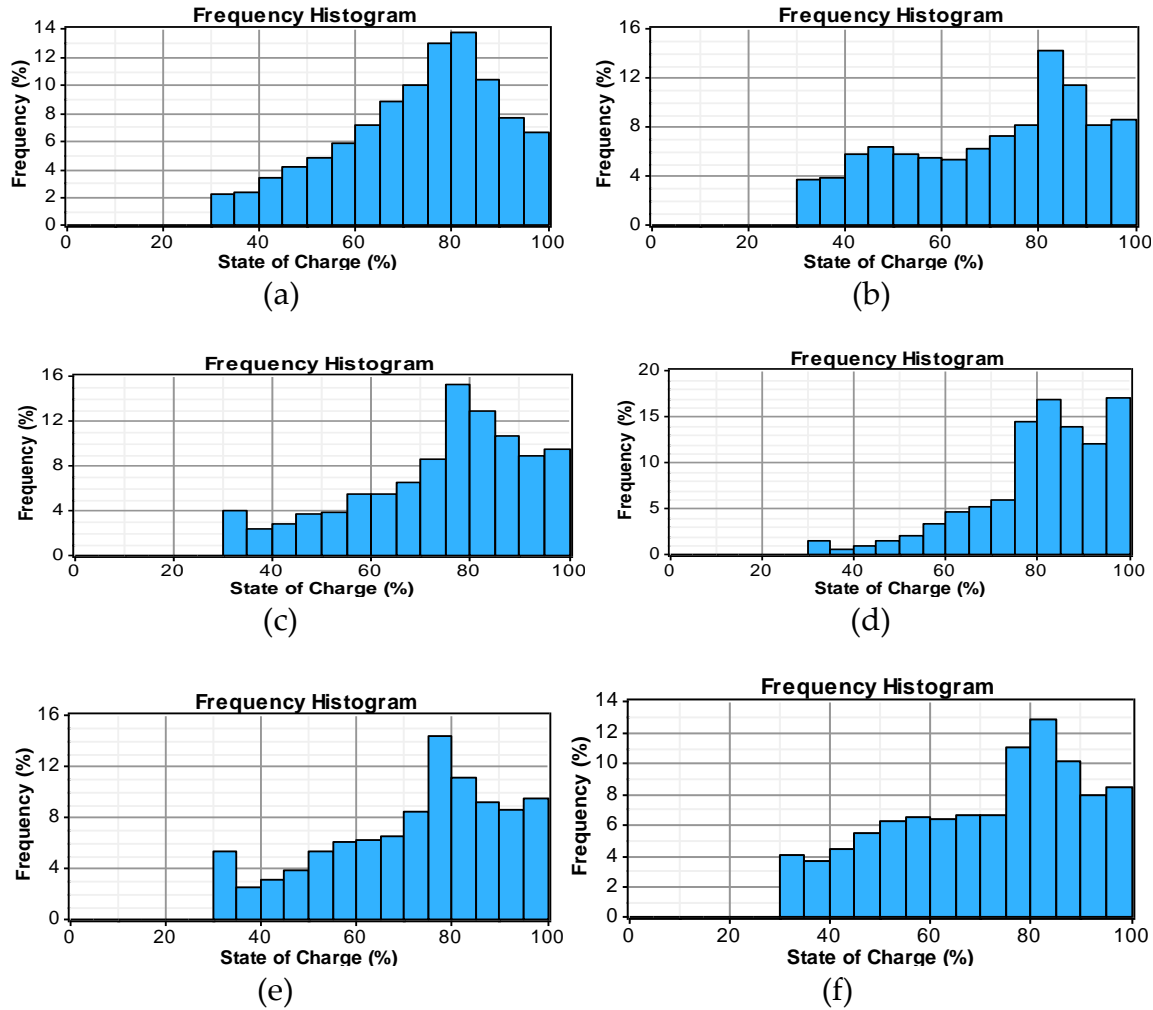 Frequency Histogram
14
12
10
8
6
4
2
0
Frequency (%)
0 20 40 60 80 100
State of Charge (%)
(a)
Frequency Histogram
16
12
8
4
0
Frequency (%)
0 20 40 60 80 100
State of Charge (%)
(b)
Frequency Histogram
16
12
8
4
0
Frequency (%)
0 20 40 60 80 100
State of Charge (%)
(c)
Frequency Histogram
20
15
10
5
0
Frequency (%)
0 20 40 60 80 100
State of Charge (%)
(d)
Frequency Histogram
16
12
8
4
0
Frequency (%)
0 20 40 60 80 100
State of Charge (%)
(e)
Frequency Histogram
14
12
10
8
6
4
2
0
Frequency (%)
0 20 40 60 80 100
State of Charge (%)
(f)